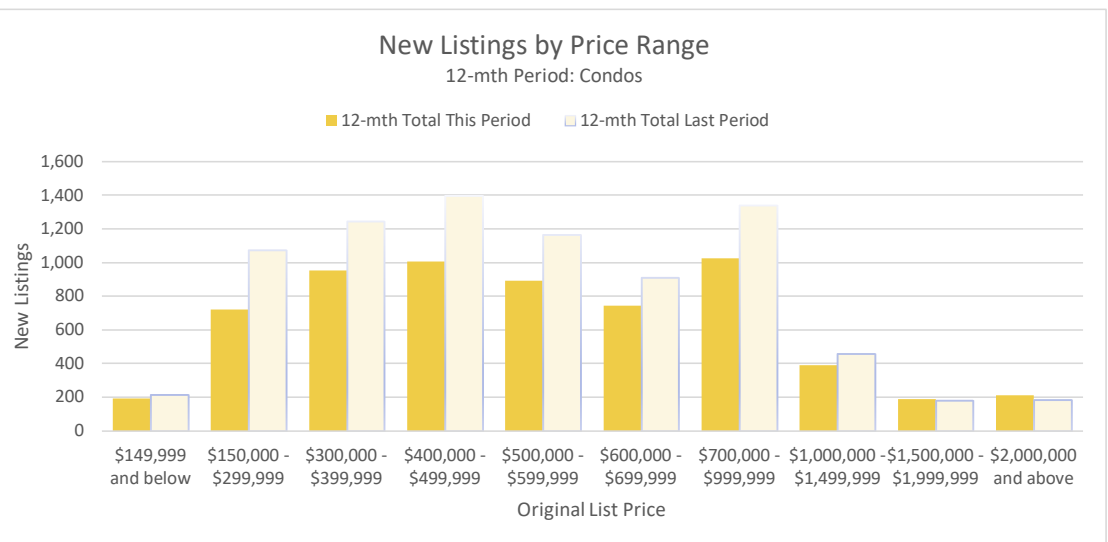 New Listings by Price Range
12-mth Period: Condos
12-mth Total This Period 12-mth Total Last Period
1,600
1,400
1,200
1,000
800
600
400
200
0
New Listings
$149,999 and below
$150,000 - $299,999
$300,000 - $399,999
$400,000 - $499,999
$500,000 - $599,999
$600,000 - $699,999
$700,000 - $999,999
$1,000,000 - $1,499,999
$1,500,000 - $1,999,999
$2,000,000 and above
Original List Price